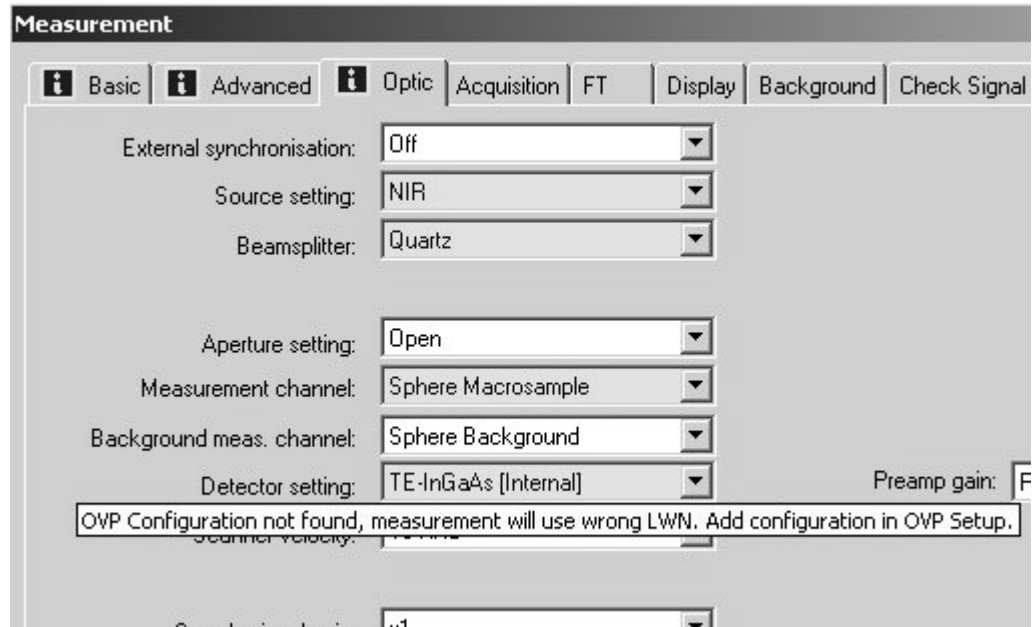 Measurement
i Basic i Advanced i Optic Acquisition FT Display Background Check Signal
External synchronisation: Off
Source setting: NIR
Beamsplitter: Quartz
Aperture setting: Open
Measurement channel: Sphere Macrosample
Background meas. channel: Sphere Background
Detector setting: TE-InGaAs [Internal] Preamp gain:
OVP Configuration not found, measurement will use wrong LWN. Add configuration in OVP Setup.
Scanner velocity: